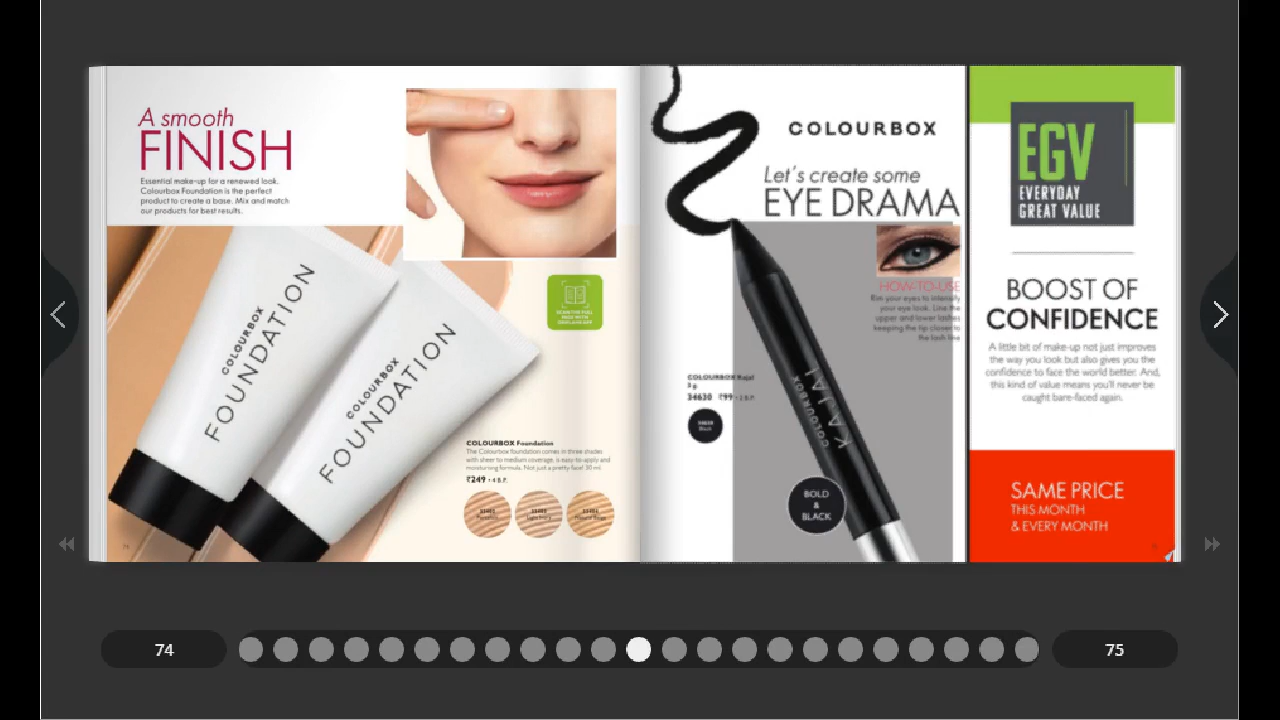 A smooth
FINISH
Essential make-up for a renewed look.
Colourbox Foundation is the perfect
product to create a base. Mix and match
our products for best results.
COLOURBOX
FOUNDATION
COLOURBOX
FOUNDATION
COLOURBOX Foundation
The Colourbox foundation comes in three shades
with sheer to medium coverage, is easy-to-apply and
moisturising formula. Not just a pretty face! 30 ml
₹249 • 4 B.P.
COLOURBOX
Let's create some
EYE DRAMA
HOW-TO-USE
Rim your eyes to intensify
your eye look. Line the
upper and lower lashes
keeping the tip closer to
the lash line
COLOURBOX Kajal
34630 ₹99
Black
COLOURBOX
KAJAL
BOLD
&
BLACK
EGV
EVERYDAY
GREAT VALUE
BOOST OF
CONFIDENCE
A little bit of make-up not just improves
the way you look but also gives you the
confidence to face the world better. And,
this kind of value means you'll never be
caught bare-faced again.
SAME PRICE
THIS MONTH
& EVERY MONTH
74
75